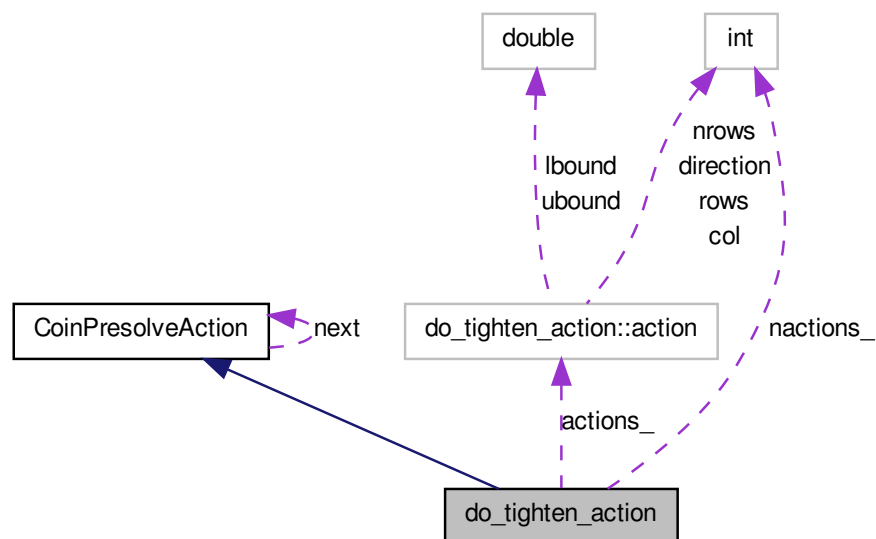 double
int
nrows
lbound
direction
ubound
rows
col
CoinPresolveAction
next
do_tighten_action::action
nactions_
actions_
do_tighten_action